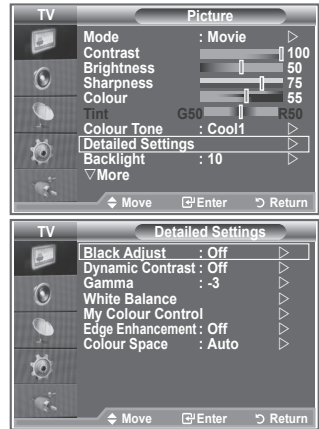 TV Picture
Mode : Movie
Contrast 100
Brightness 50
Sharpness 75
Colour 55
Tint G50 R50
Colour Tone : Cool1
Detailed Settings
Backlight : 10
▽More
Move Enter Return
TV Detailed Settings
Black Adjust : Off
Dynamic Contrast : Off
Gamma : -3
White Balance
My Colour Control
Edge Enhancement : Off
Colour Space : Auto
Move Enter Return